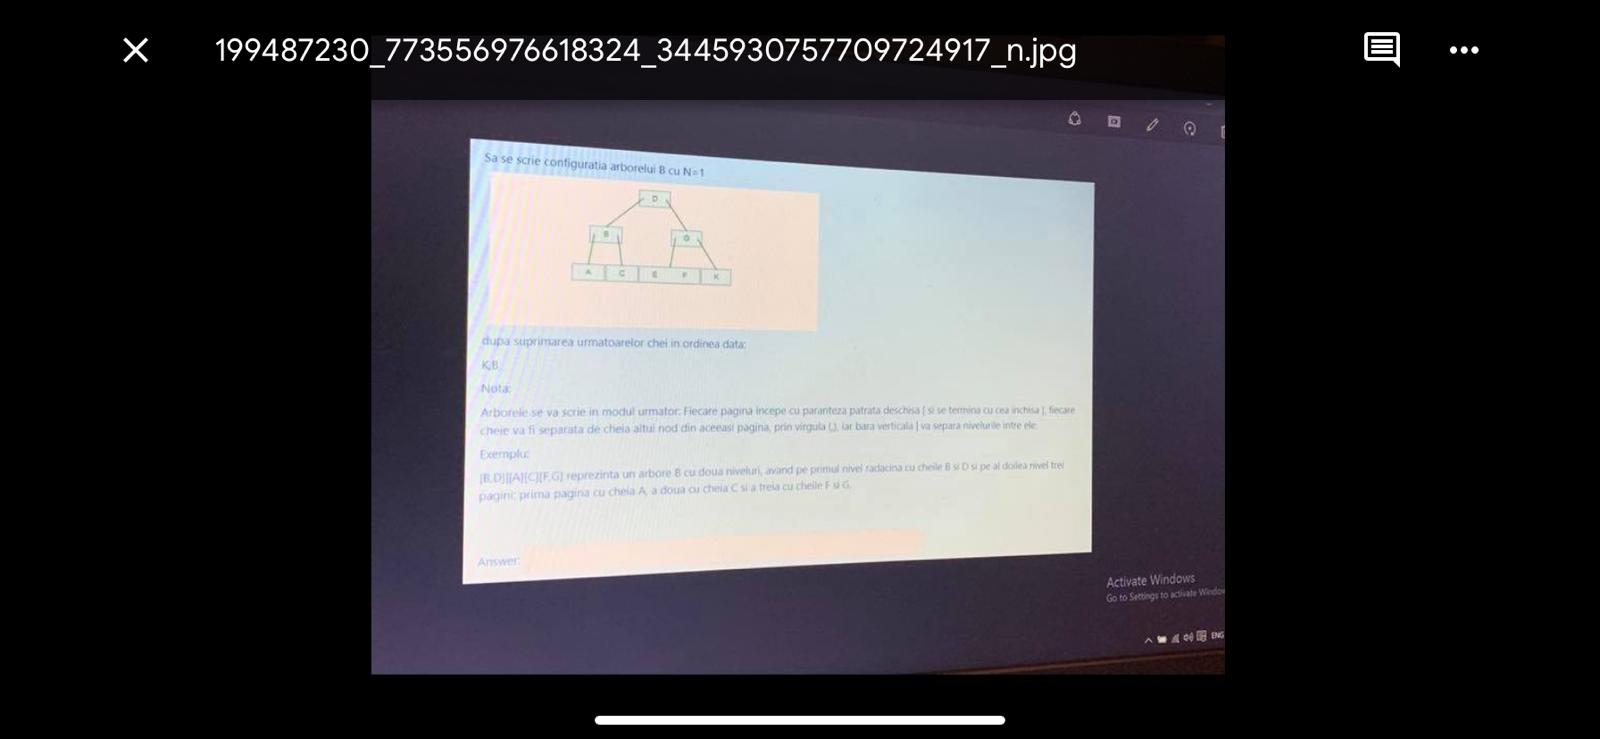 199487230_773556976618324_3445930757709724917_n.jpg
Sa se scrie configuratia arborelui B cu N=1
D
B G
A C E F K
dupa suprimarea urmatoarelor chei in ordinea data:
K,B
Nota:
Arborele se va scrie in modul urmator: Fiecare pagina incepe cu paranteza patrata deschisa [ si se termina cu cea inchisa ], fiecare
cheie va fi separata de cheia altui nod din aceeasi pagina, prin virgula (,), iar bara verticala | va separa nivelurile intre ele.
Exemplu:
[B,D]|[A][C][F,G] reprezinta un arbore B cu doua niveluri, avand pe primul nivel radacina cu cheile B si D si pe al doilea nivel trei
pagini: prima pagina cu cheia A, a doua cu cheia C si a treia cu cheile F si G.
Answer:
Activate Windows
Go to Settings to activate
ENG